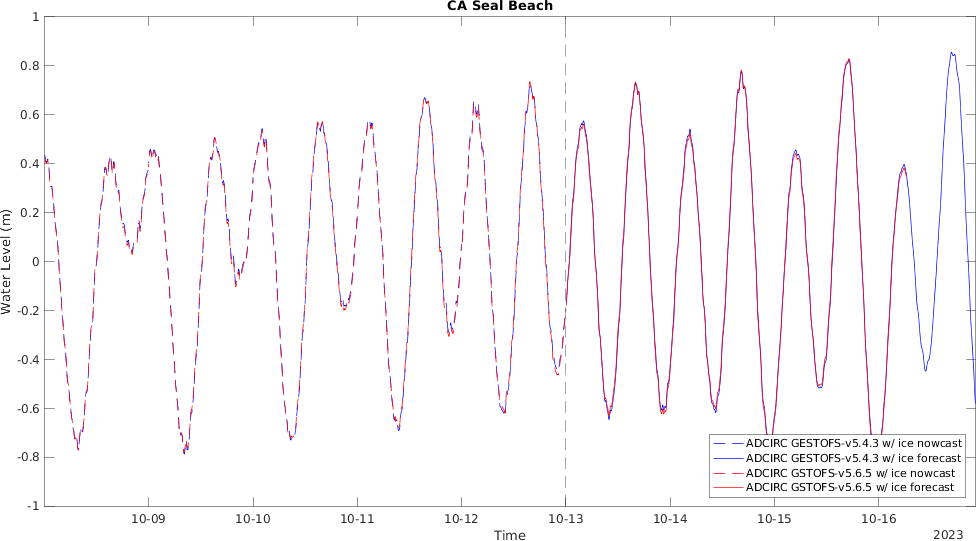 CA Seal Beach
1
0.8
0.6
0.4
0.2
0
-0.2
-0.4
-0.6
-0.8
-1
Water Level (m)
ADCIRC GESTOFS-v5.4.3 w/ ice nowcast
ADCIRC GESTOFS-v5.4.3 w/ ice forecast
ADCIRC GSTOFS-v5.6.5 w/ ice nowcast
ADCIRC GSTOFS-v5.6.5 w/ ice forecast
10-09 10-10 10-11 10-12 10-13 10-14 10-15 10-16
Time
2023